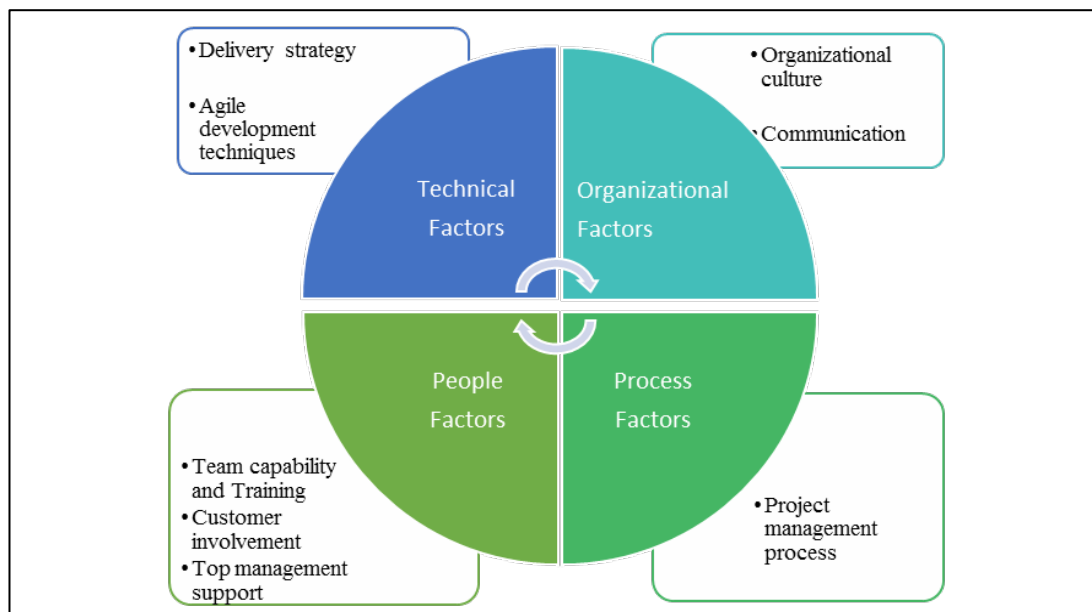 • Delivery strategy
• Agile
development
techniques
• Organizational
culture
• Communication
Technical
Factors
Organizational
Factors
People
Factors
Process
Factors
• Team capability
and Training
• Customer
involvement
• Top management
support
• Project
management
process